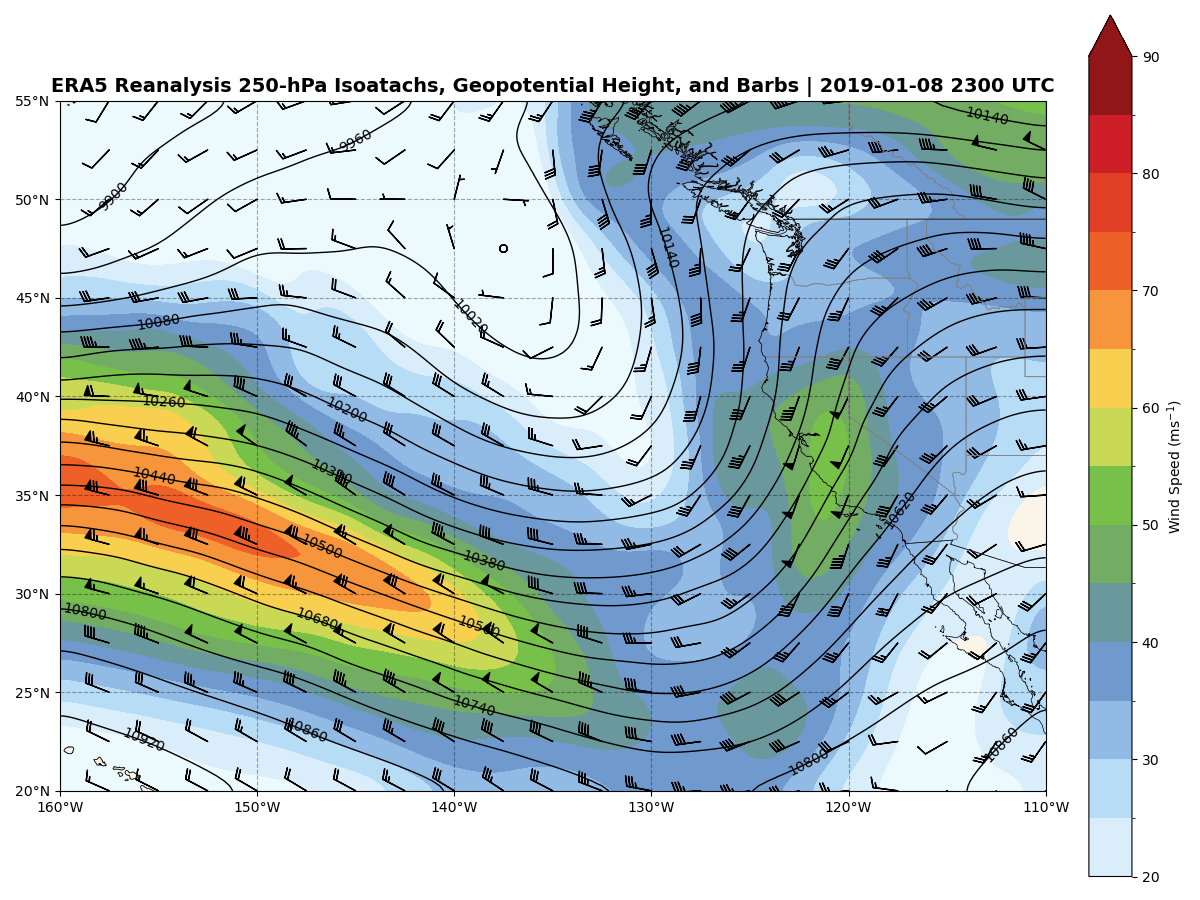 ERA5 Reanalysis 250-hPa Isoatachs, Geopotential Height, and Barbs | 2019-01-08 2300 UTC
90
80
70
60
50
40
30
20
Wind Speed (ms⁻¹)
55°N
50°N
45°N
40°N
35°N
30°N
25°N
20°N
160°W
150°W
140°W
130°W
120°W
110°W
10140
9960
9900
10140
10020
10080
10260
10200
10440
10320
10620
10500
10380
10800
10680
10560
10740
10920
10860
10800
10860